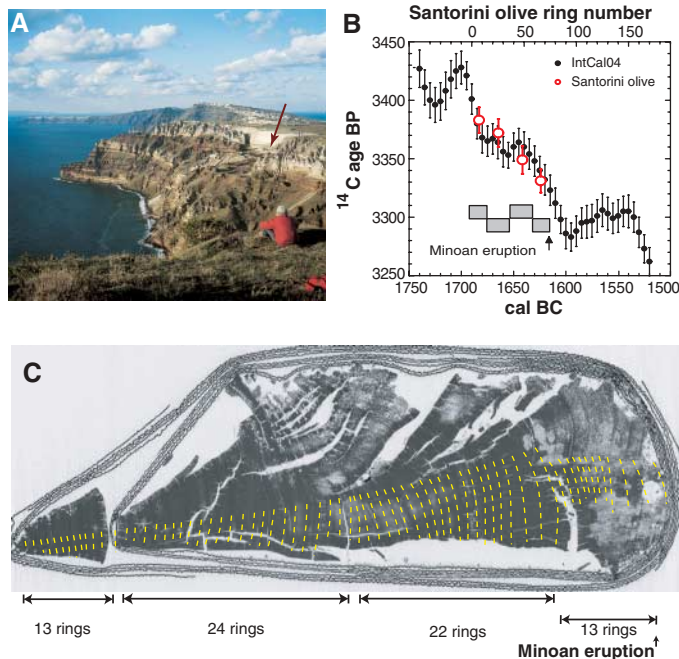 A
B
Santorini olive ring number
0 50 100 150
3450
3400
3350
3300
3250
14C age BP
IntCal04
Santorini olive
Minoan eruption
1750 1700 1650 1600 1550 1500
cal BC
C
13 rings
24 rings
22 rings
13 rings
Minoan eruption